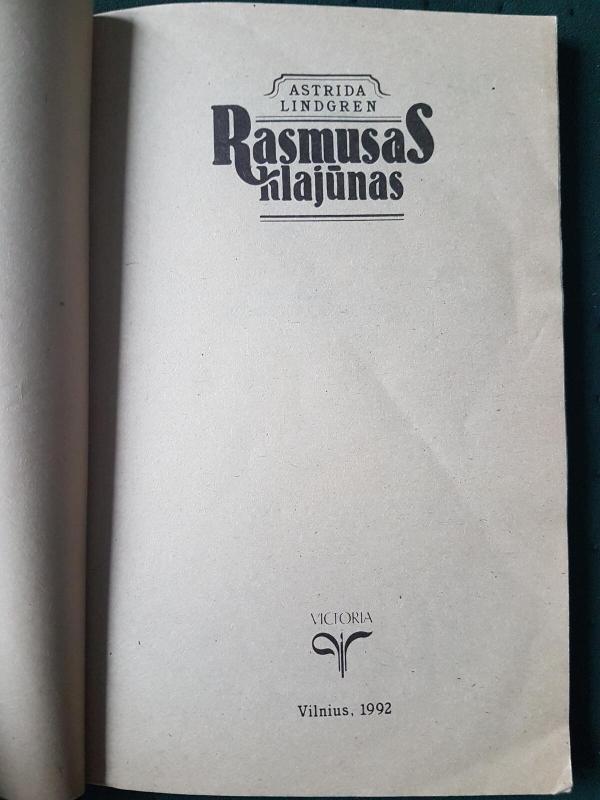 ASTRIDA
LINDGREN
Rasmusas
klajūnas
VICTORIA
Vilnius, 1992